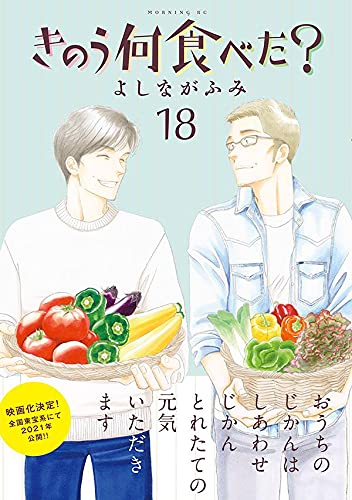 MORNING KC
きのう何食べた?
よしながふみ
18
おうちの
じかんは
しあわせ
じかん
とれたての
元気
いただき
ます
映画化決定!
全国東宝系にて
2021年
公開!!